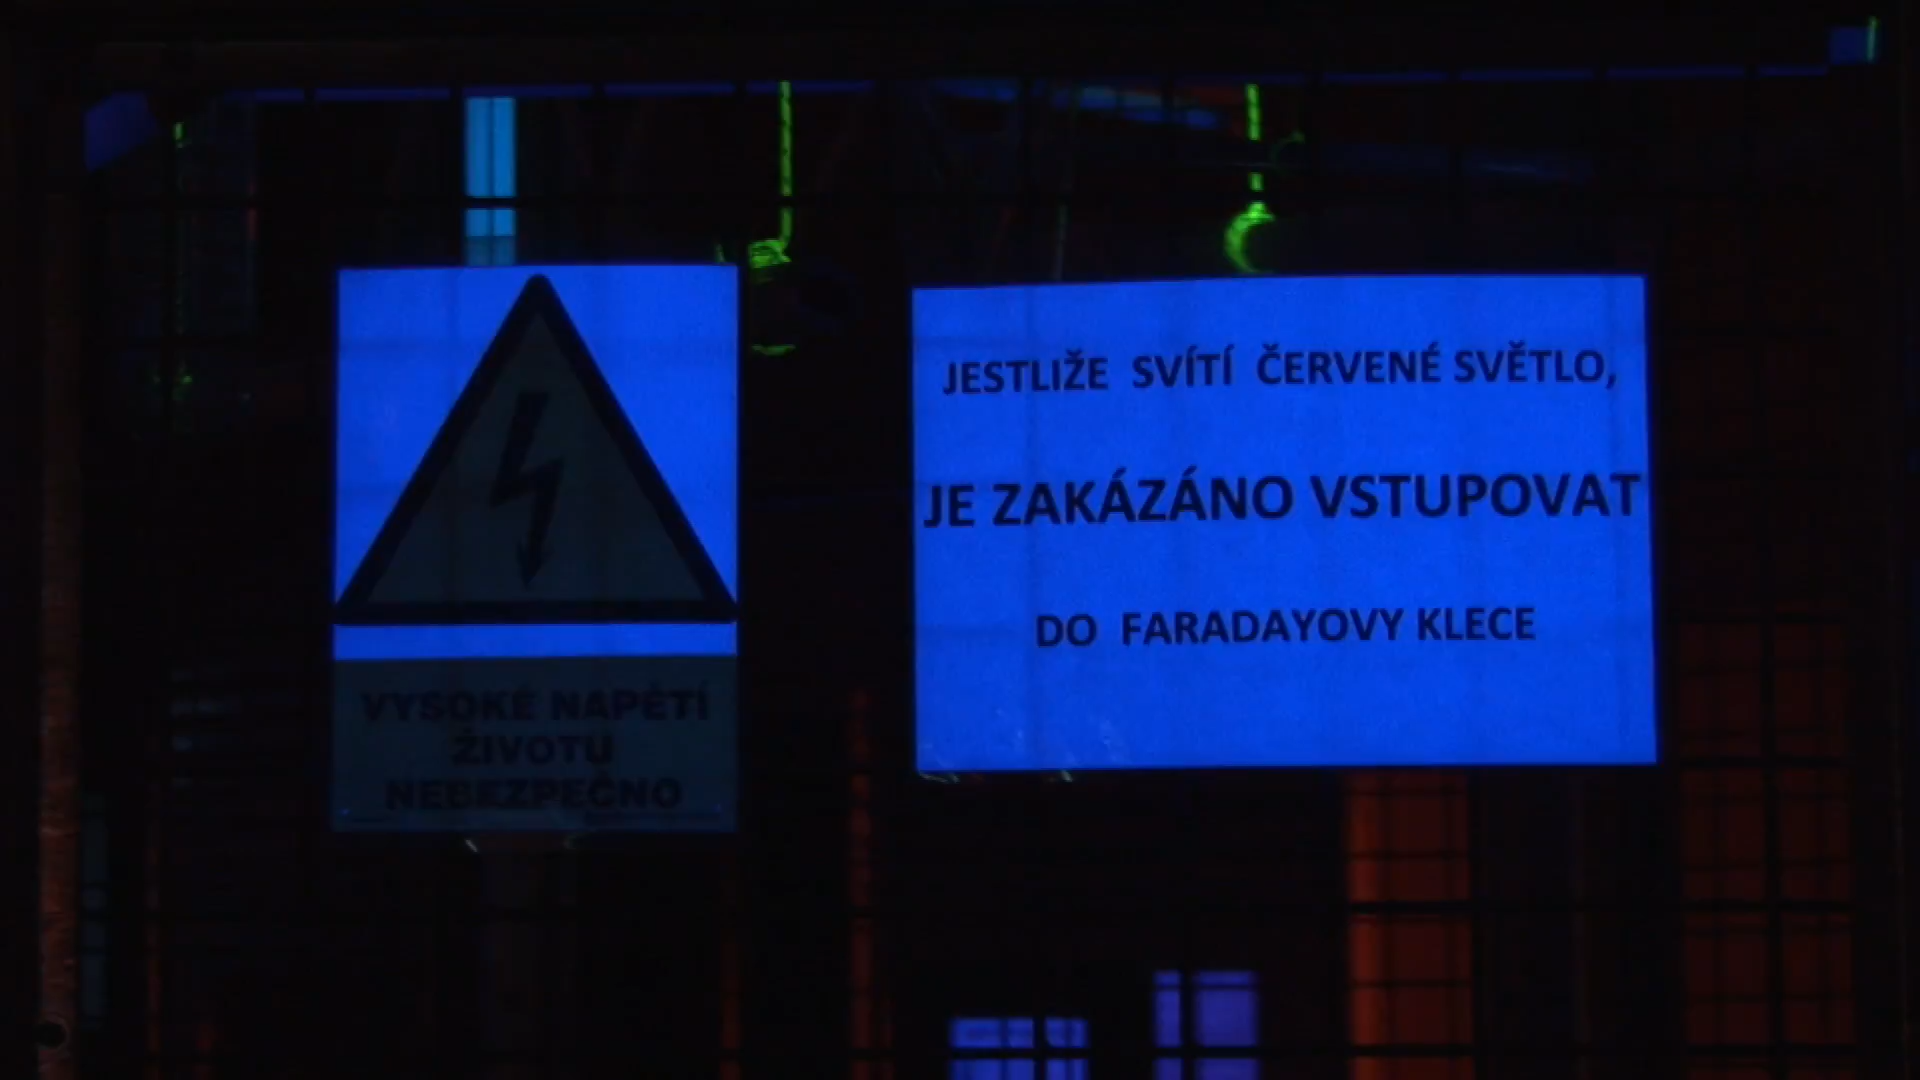 VYSOKÉ NAPĚTÍ
ŽIVOTU
NEBEZPEČNO
JESTLIŽE SVÍTÍ ČERVENÉ SVĚTLO,
JE ZAKÁZÁNO VSTUPOVAT
DO FARADAYOVY KLECE